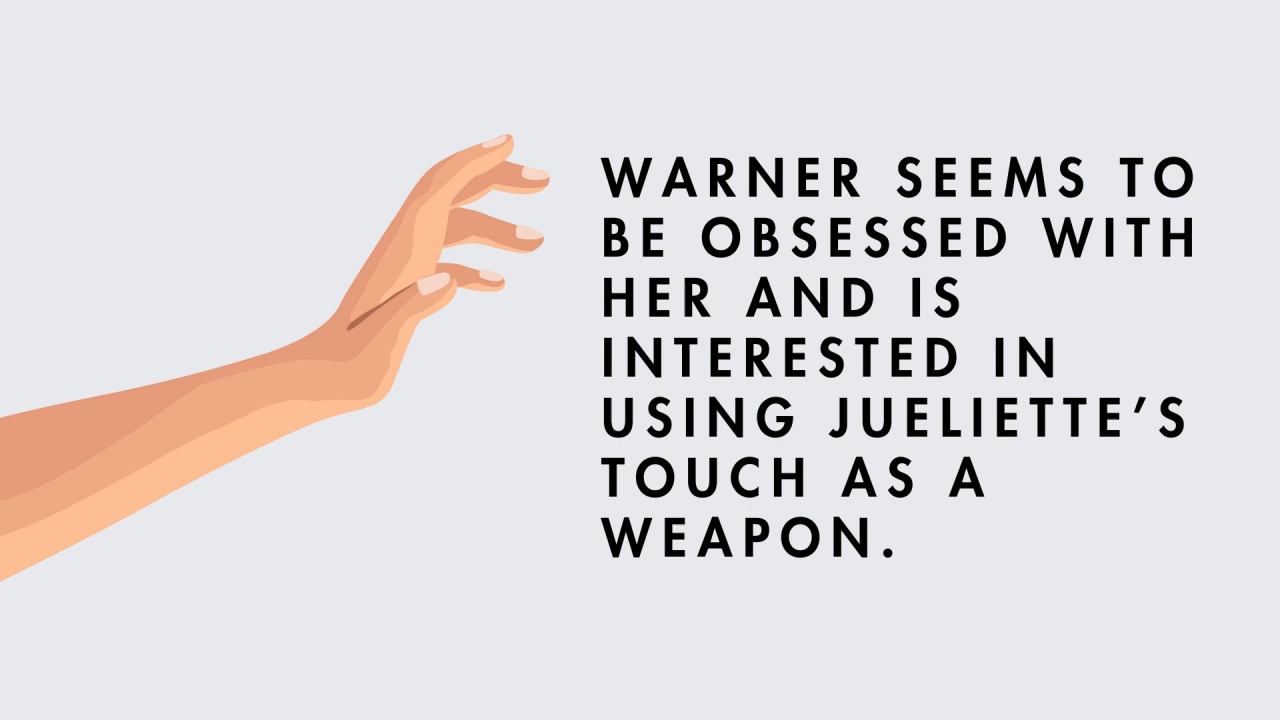 WARNER SEEMS TO
BE OBSESSED WITH
HER AND IS
INTERESTED IN
USING JUELIETTE’S
TOUCH AS A
WEAPON.